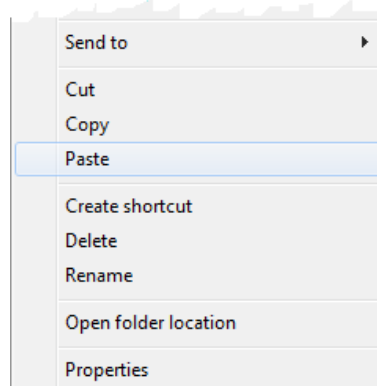 Send to
Cut
Copy
Paste
Create shortcut
Delete
Rename
Open folder location
Properties